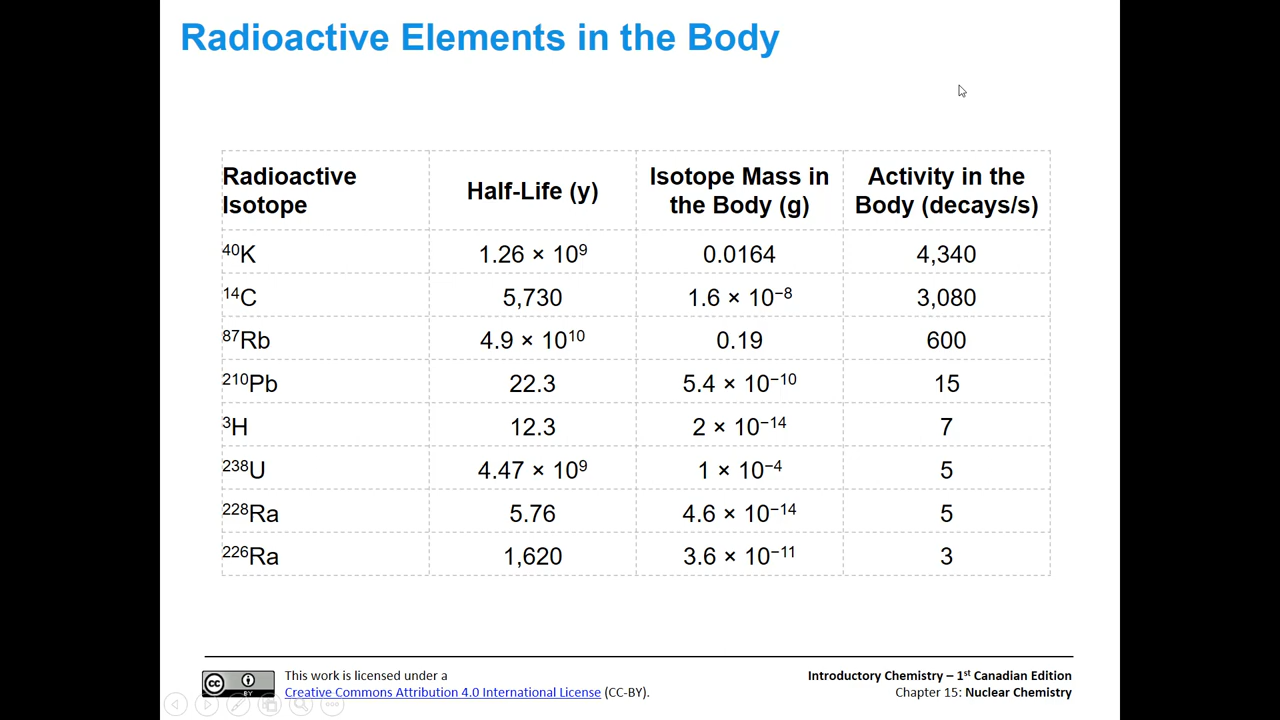 Radioactive Elements in the Body
Radioactive Isotope Half-Life (y) Isotope Mass in the Body (g) Activity in the Body (decays/s)
⁴⁰K 1.26 × 10⁹ 0.0164 4,340
¹⁴C 5,730 1.6 × 10⁻⁸ 3,080
⁸⁷Rb 4.9 × 10¹⁰ 0.19 600
²¹⁰Pb 22.3 5.4 × 10⁻¹⁰ 15
³H 12.3 2 × 10⁻¹⁴ 7
²³⁸U 4.47 × 10⁹ 1 × 10⁻⁴ 5
²²⁸Ra 5.76 4.6 × 10⁻¹⁴ 5
²²⁶Ra 1,620 3.6 × 10⁻¹¹ 3
cc BY
This work is licensed under a
Creative Commons Attribution 4.0 International License (CC-BY).
Introductory Chemistry – 1ˢᵗ Canadian Edition
Chapter 15: Nuclear Chemistry